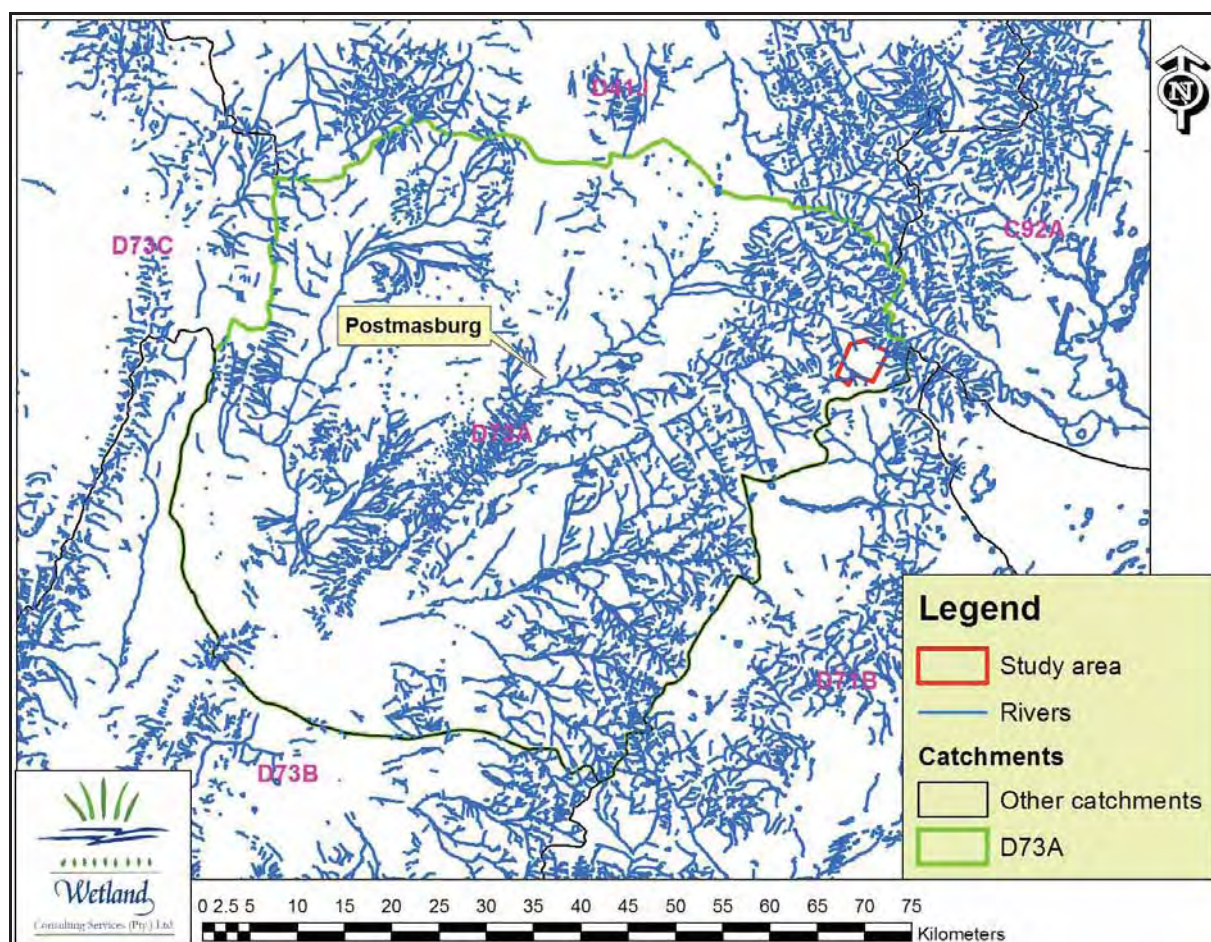 D41J
N
D73C
C92A
Postmasburg
D73A
D71B
D73B
Legend
Study area
Rivers
Catchments
Other catchments
D73A
Wetland
Consulting Services (Pty.) Ltd
0 2.5 5 10 15 20 25 30 35 40 45 50 55 60 65 70 75
Kilometers